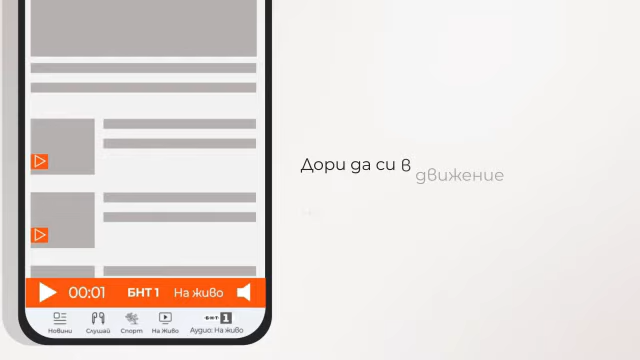 Дори да си в движение
00:01 БНТ 1 На живо
Новини Слушай Спорт На Живо Аудио: На живо
БНТ 1